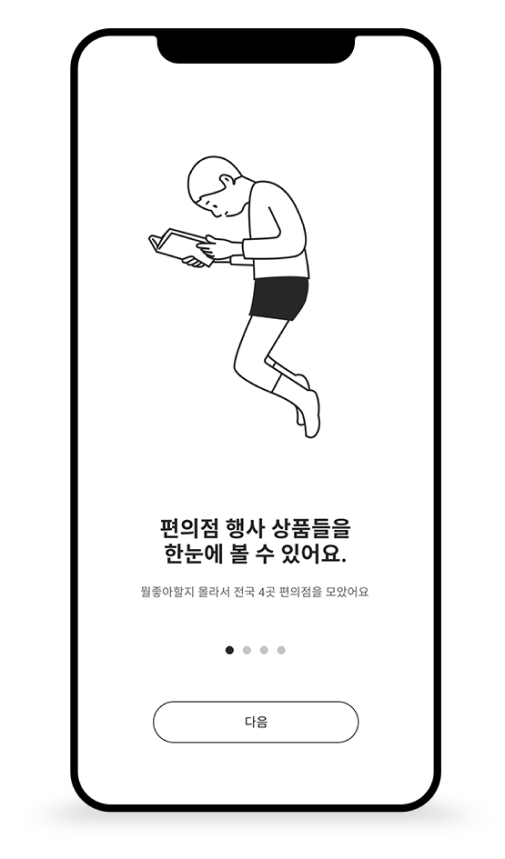 편의점 행사 상품들을
한눈에 볼 수 있어요.
뭘좋아할지 몰라서 전국 4곳 편의점을 모았어요
다음